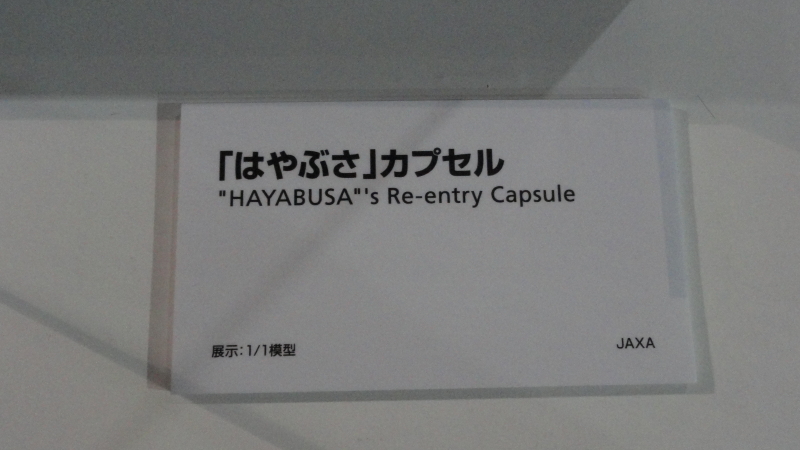 「はやぶさ」カプセル
"HAYABUSA"'s Re-entry Capsule
展示：1/1模型
JAXA